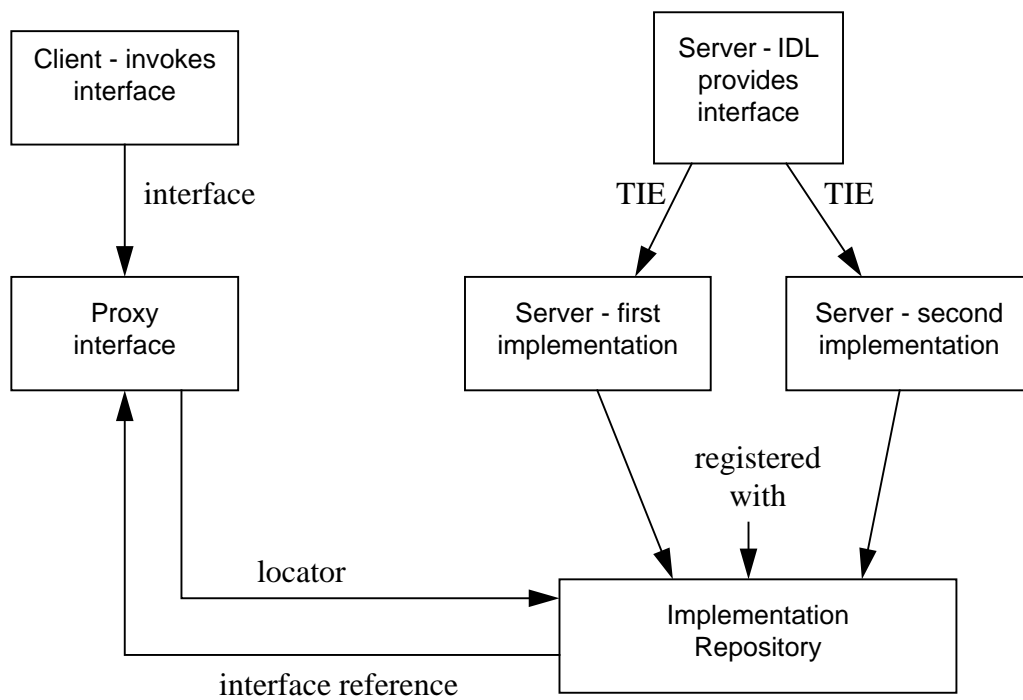 Client - invokes
interface
Server - IDL
provides
interface
interface
TIE
TIE
Proxy
interface
Server - first
implementation
Server - second
implementation
registered
with
locator
Implementation
Repository
interface reference